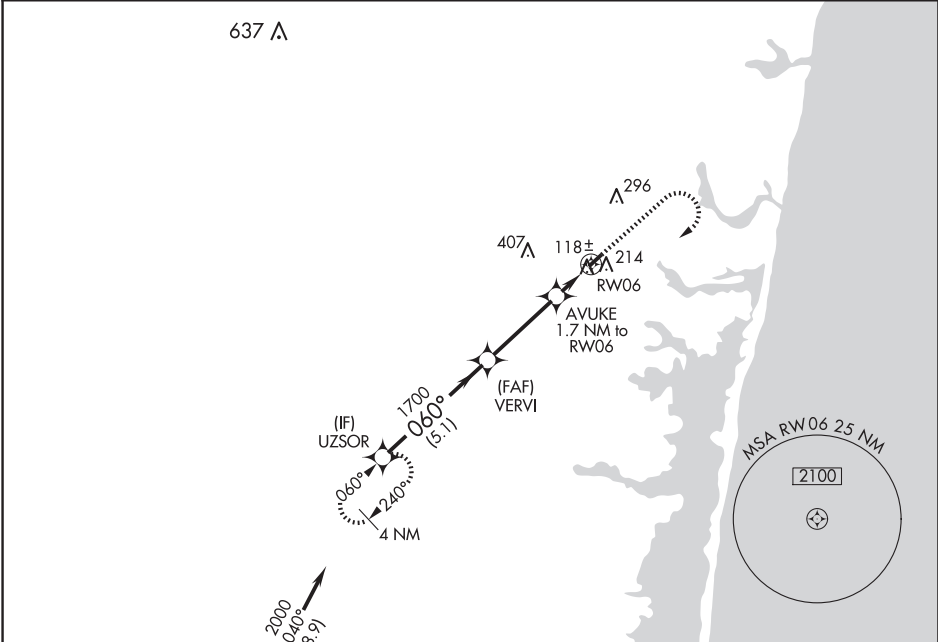 637
296
407
118±
214
RW06
AVUKE
1.7 NM to
RW06
(FAF)
VERVI
1700
060°
(5.1)
(IF)
UZSOR
060°
240°
4 NM
MSA RW06 25 NM
2100
2000
040°